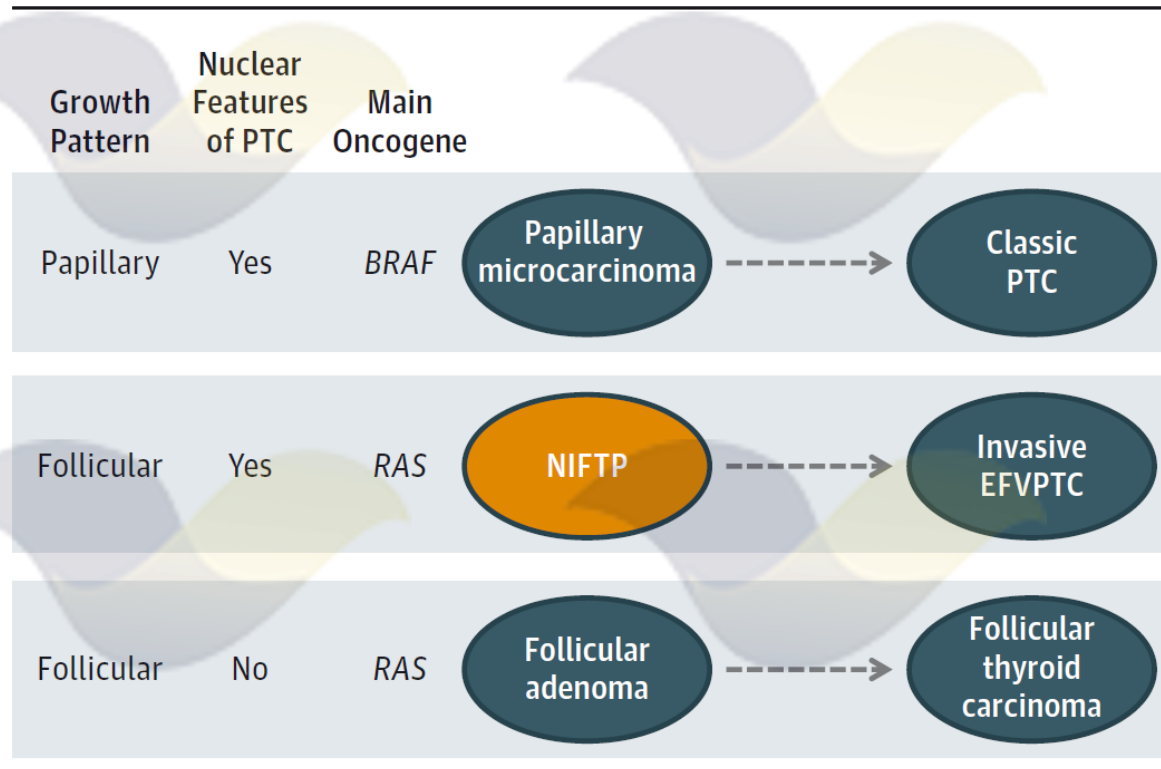 Growth
Pattern
Nuclear
Features
of PTC
Main
Oncogene
Papillary
Yes
BRAF
Papillary
microcarcinoma
Classic
PTC
Follicular
Yes
RAS
NIFTP
Invasive
EFVPTC
Follicular
No
RAS
Follicular
adenoma
Follicular
thyroid
carcinoma